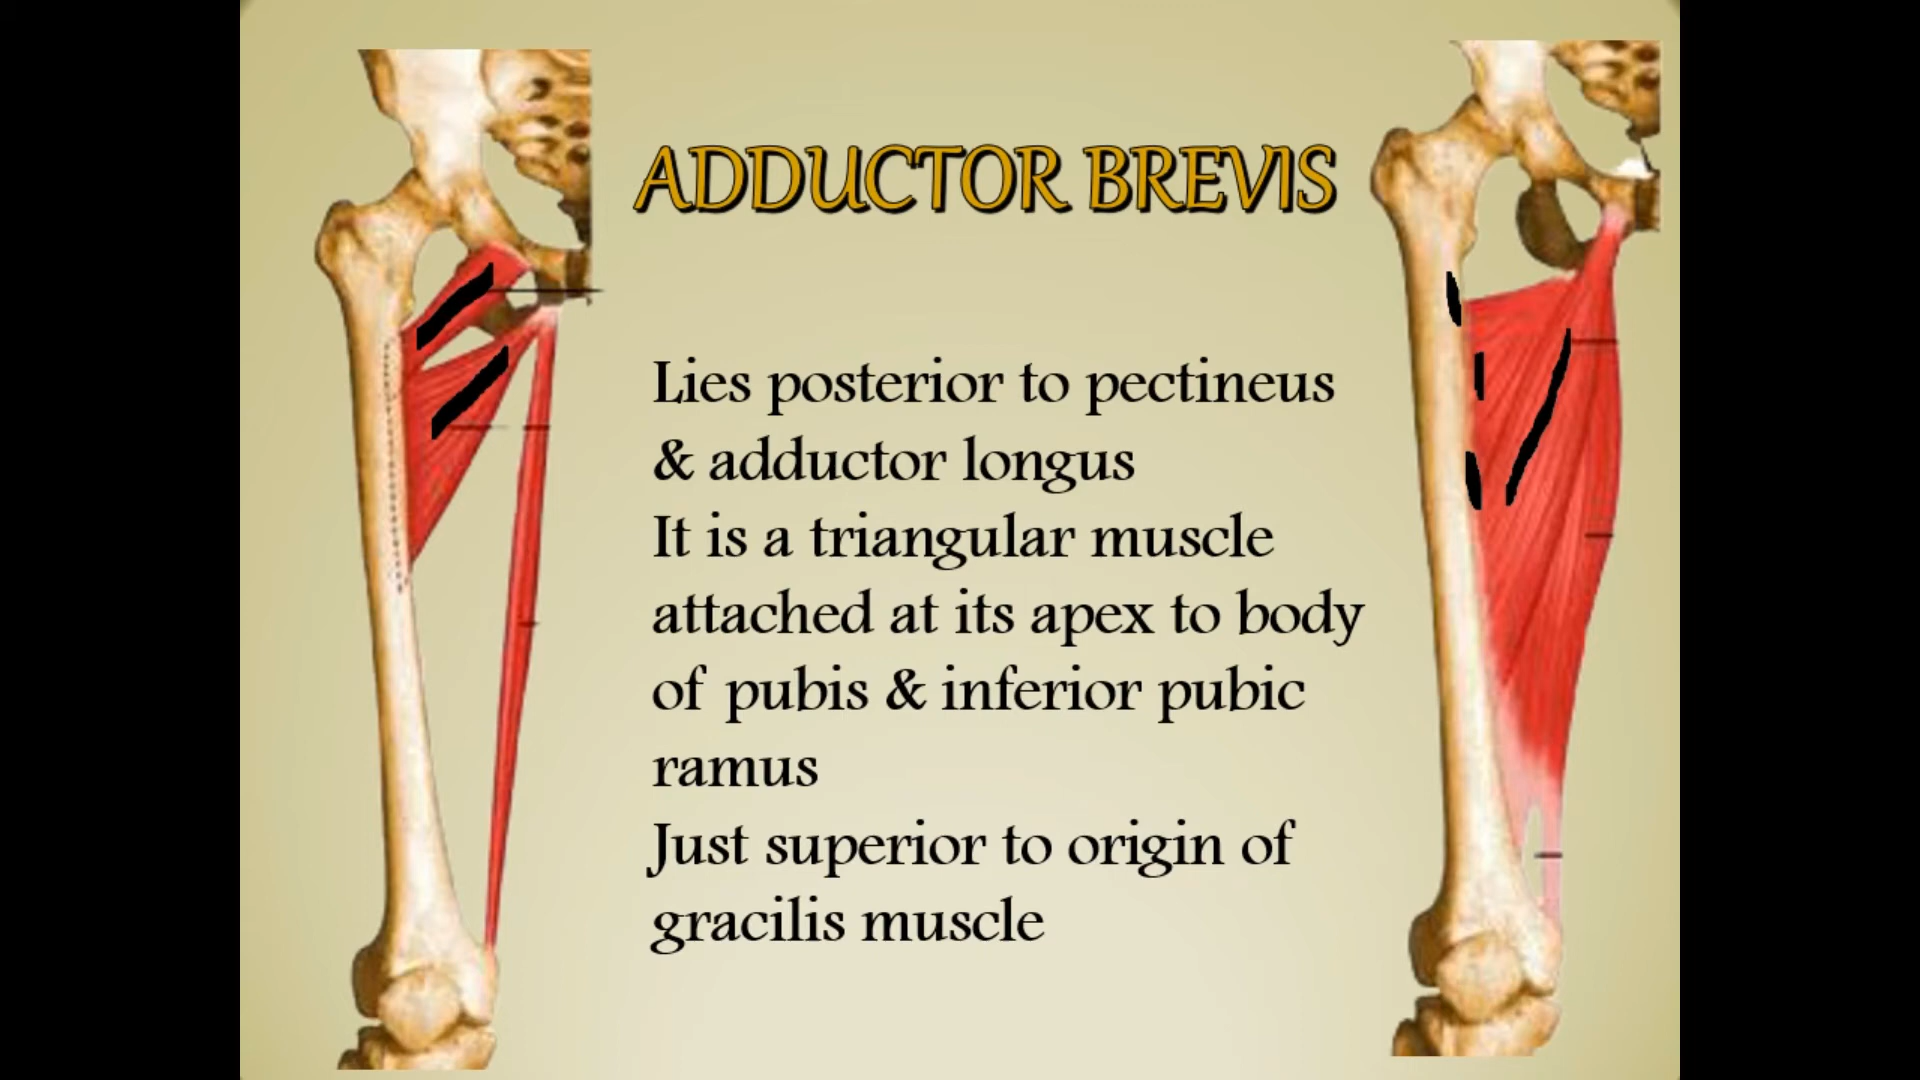 ADDUCTOR BREVIS
Lies posterior to pectineus
& adductor longus
It is a triangular muscle
attached at its apex to body
of pubis & inferior pubic
ramus
Just superior to origin of
gracilis muscle